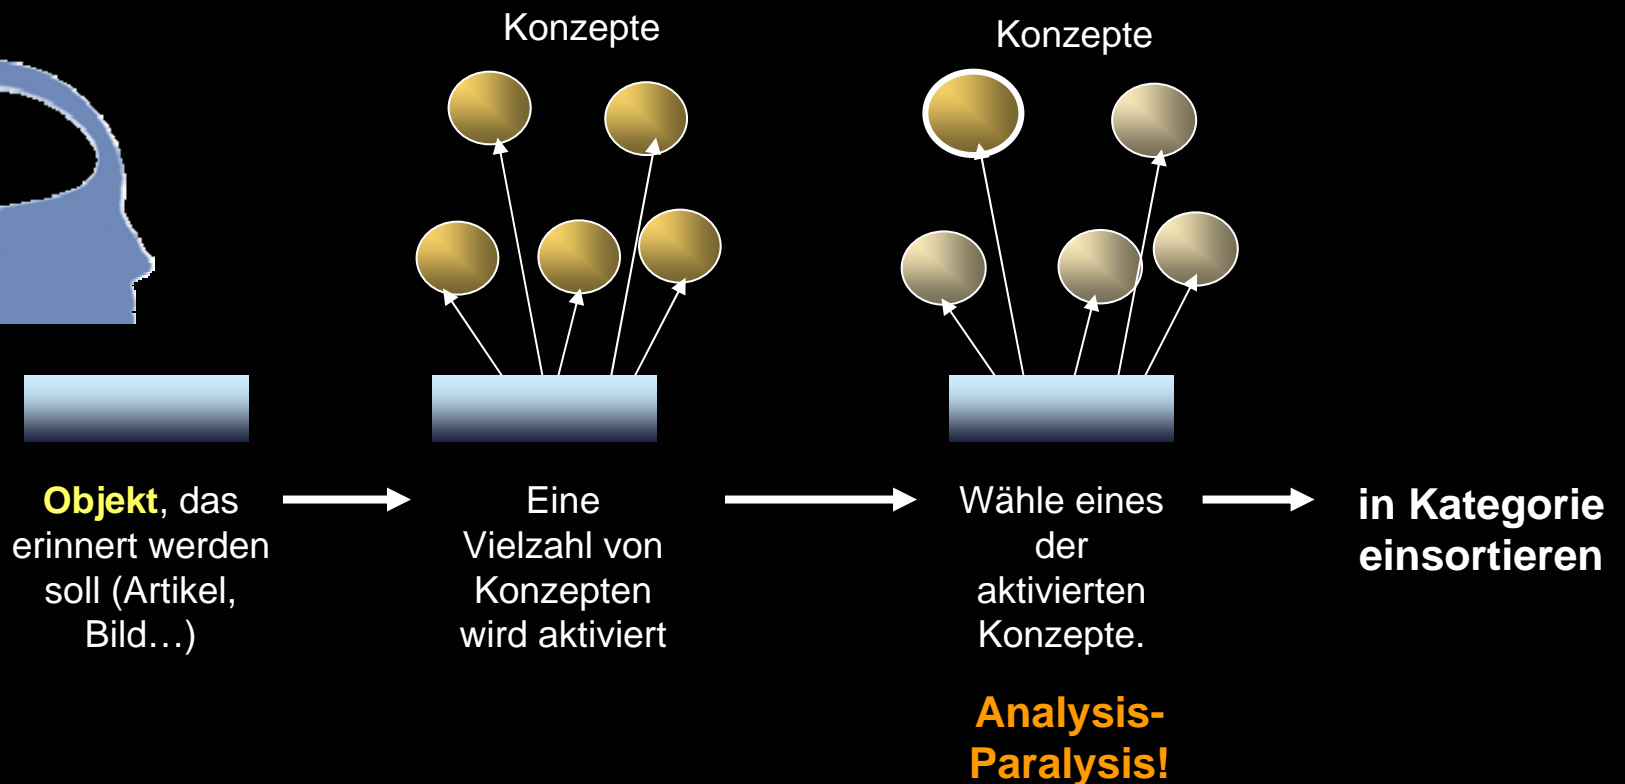 Konzepte
Konzepte
Objekt, das
erinnert werden
soll (Artikel,
Bild…)
Eine
Vielzahl von
Konzepten
wird aktiviert
Wähle eines
der
aktivierten
Konzepte.
Analysis-
Paralysis!
in Kategorie
einsortieren